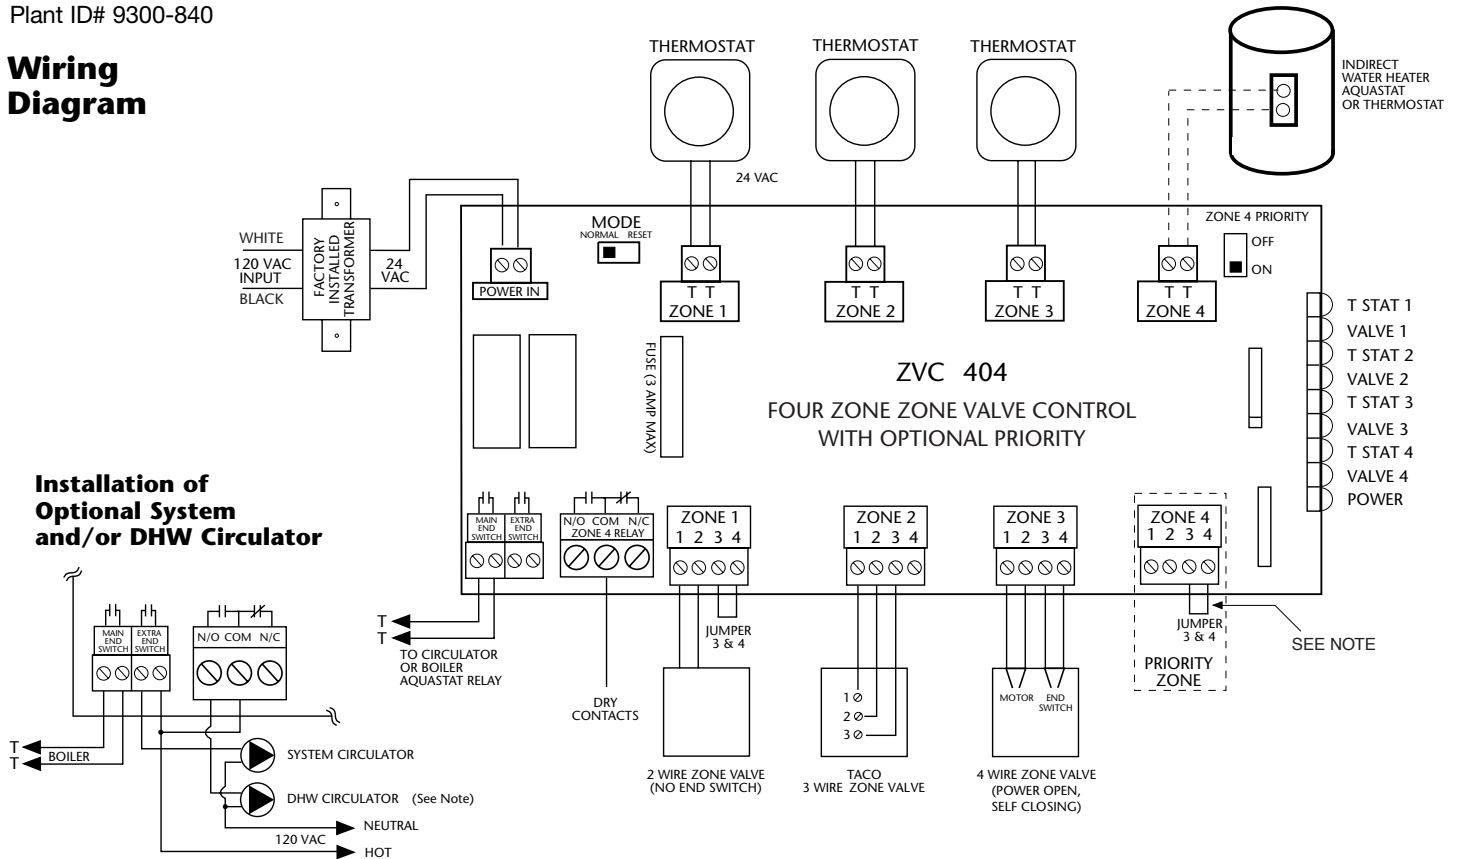 Plant ID# 9300-840
Wiring
Diagram
THERMOSTAT
THERMOSTAT
THERMOSTAT
INDIRECT
WATER HEATER
AQUASTAT
OR THERMOSTAT
24 VAC
WHITE
120 VAC
INPUT
BLACK
FACTORY
INSTALLED
TRANSFORMER
24
VAC
POWER IN
MODE
NORMAL RESET
T T
ZONE 1
T T
ZONE 2
T T
ZONE 3
T T
ZONE 4
ZONE 4 PRIORITY
OFF
ON
T STAT 1
VALVE 1
T STAT 2
VALVE 2
T STAT 3
VALVE 3
T STAT 4
VALVE 4
POWER
FUSE (3 AMP MAX)
ZVC 404
FOUR ZONE ZONE VALVE CONTROL
WITH OPTIONAL PRIORITY
MAIN
END
SWITCH
EXTRA
END
SWITCH
N/O COM N/C
ZONE 4 RELAY
ZONE 1
1 2 3 4
ZONE 2
1 2 3 4
ZONE 3
1 2 3 4
ZONE 4
1 2 3 4
T
T
TO CIRCULATOR
OR BOILER
AQUASTAT RELAY
DRY
CONTACTS
JUMPER
3 & 4
2 WIRE ZONE VALVE
(NO END SWITCH)
1
2
3
TACO
3 WIRE ZONE VALVE
MOTOR
END
SWITCH
4 WIRE ZONE VALVE
(POWER OPEN,
SELF CLOSING)
JUMPER
3 & 4
PRIORITY
ZONE
SEE NOTE
Installation of
Optional System
and/or DHW Circulator
MAIN
END
SWITCH
EXTRA
END
SWITCH
N/O COM N/C
T
T
BOILER
SYSTEM CIRCULATOR
DHW CIRCULATOR (See Note)
NEUTRAL
120 VAC
HOT